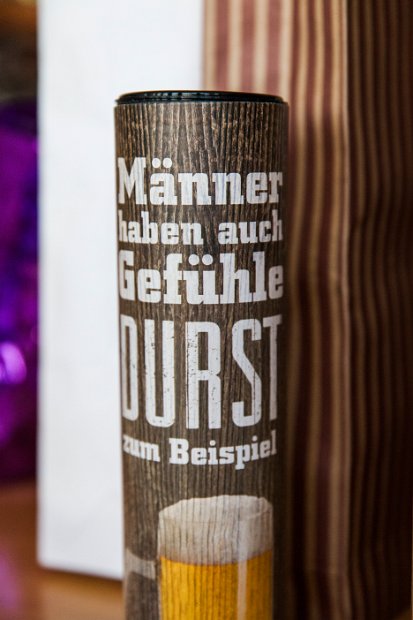 Männer
haben auch
Gefühle
DURST
zum Beispiel